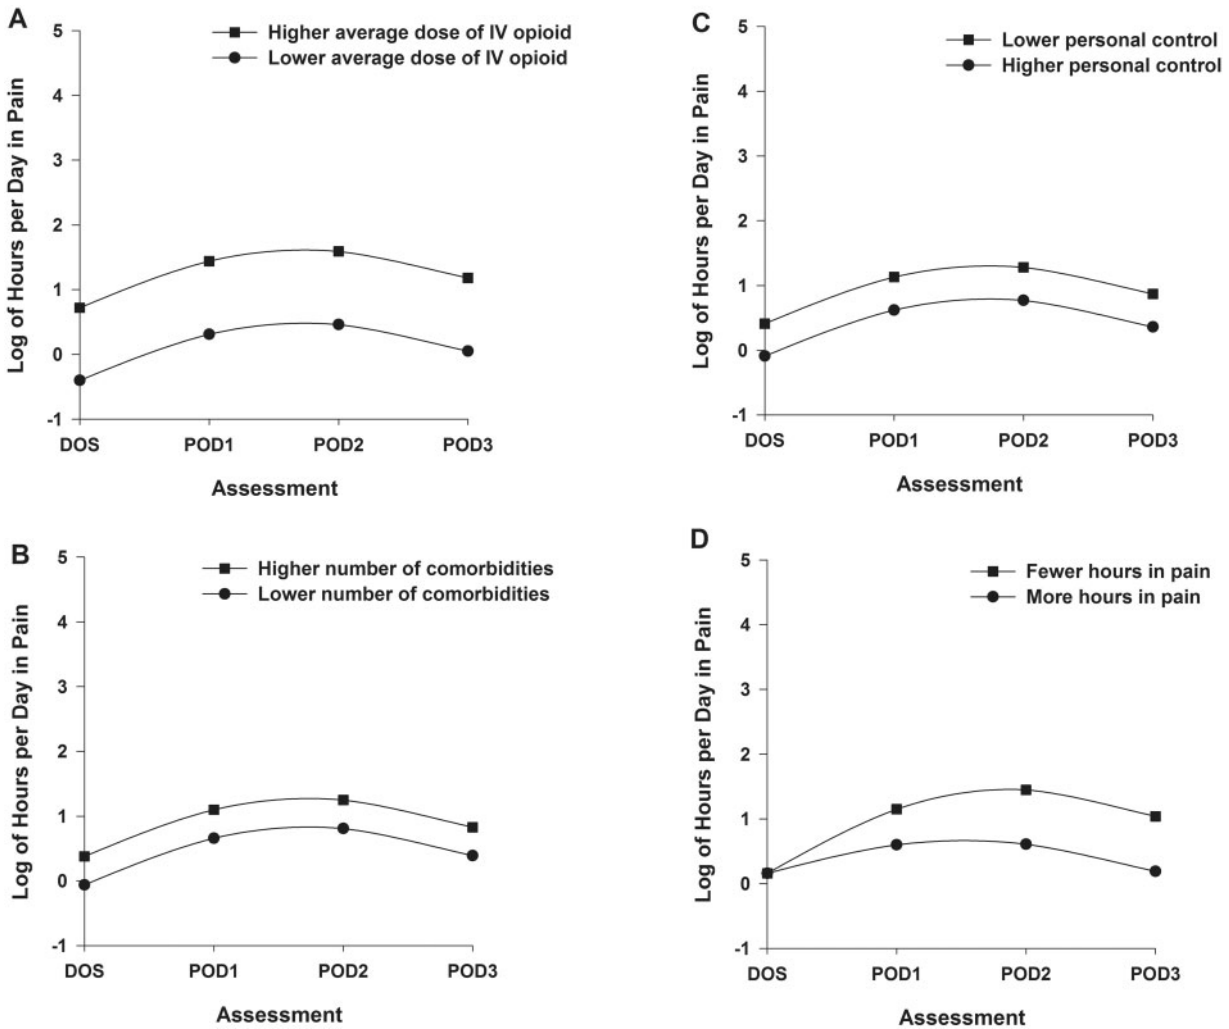 A
Higher average dose of IV opioid
Lower average dose of IV opioid
Log of Hours per Day in Pain
5
4
3
2
1
0
-1
DOS
POD1
POD2
POD3
Assessment
C
Lower personal control
Higher personal control
Log of Hours per Day in Pain
5
4
3
2
1
0
-1
DOS
POD1
POD2
POD3
Assessment
B
Higher number of comorbidities
Lower number of comorbidities
Log of Hours per Day in Pain
5
4
3
2
1
0
-1
DOS
POD1
POD2
POD3
Assessment
D
Fewer hours in pain
More hours in pain
Log of Hours per Day in Pain
5
4
3
2
1
0
-1
DOS
POD1
POD2
POD3
Assessment